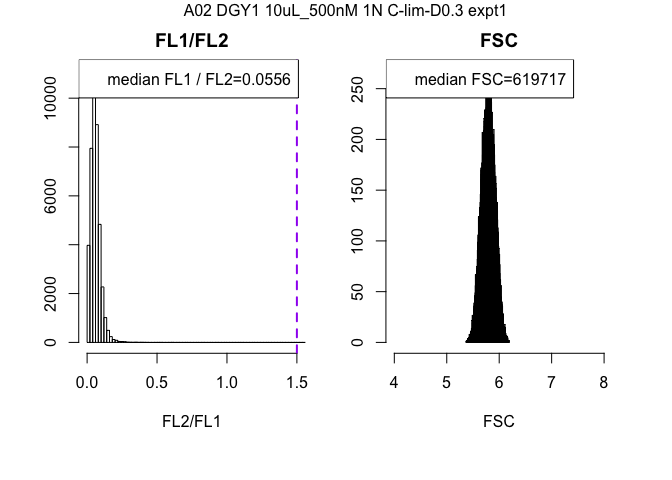 A02 DGY1 10uL_500nM 1N C-lim-D0.3 expt1
FL1/FL2
median FL1 / FL2=0.0556
10000
6000
2000
0
0.0 0.5 1.0 1.5
FL2/FL1
FSC
median FSC=619717
250
200
150
100
50
0
4 5 6 7 8
FSC